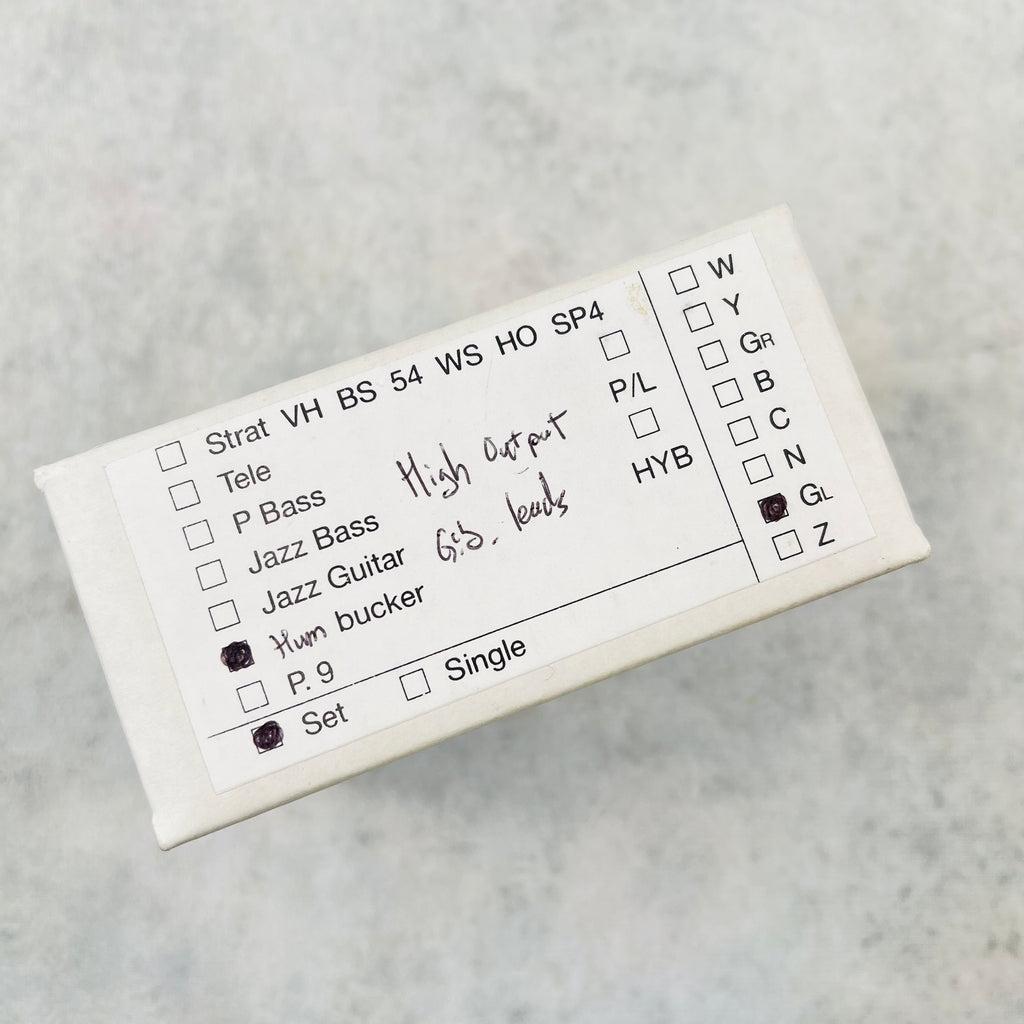 Strat VH BS 54 WS HO SP4
Tele
P Bass
Jazz Bass
Jazz Guitar
Hum bucker
P. 9
High Output
leads
P/L
HYB
Set
Single
W
Y
GR
B
C
N
GL
Z